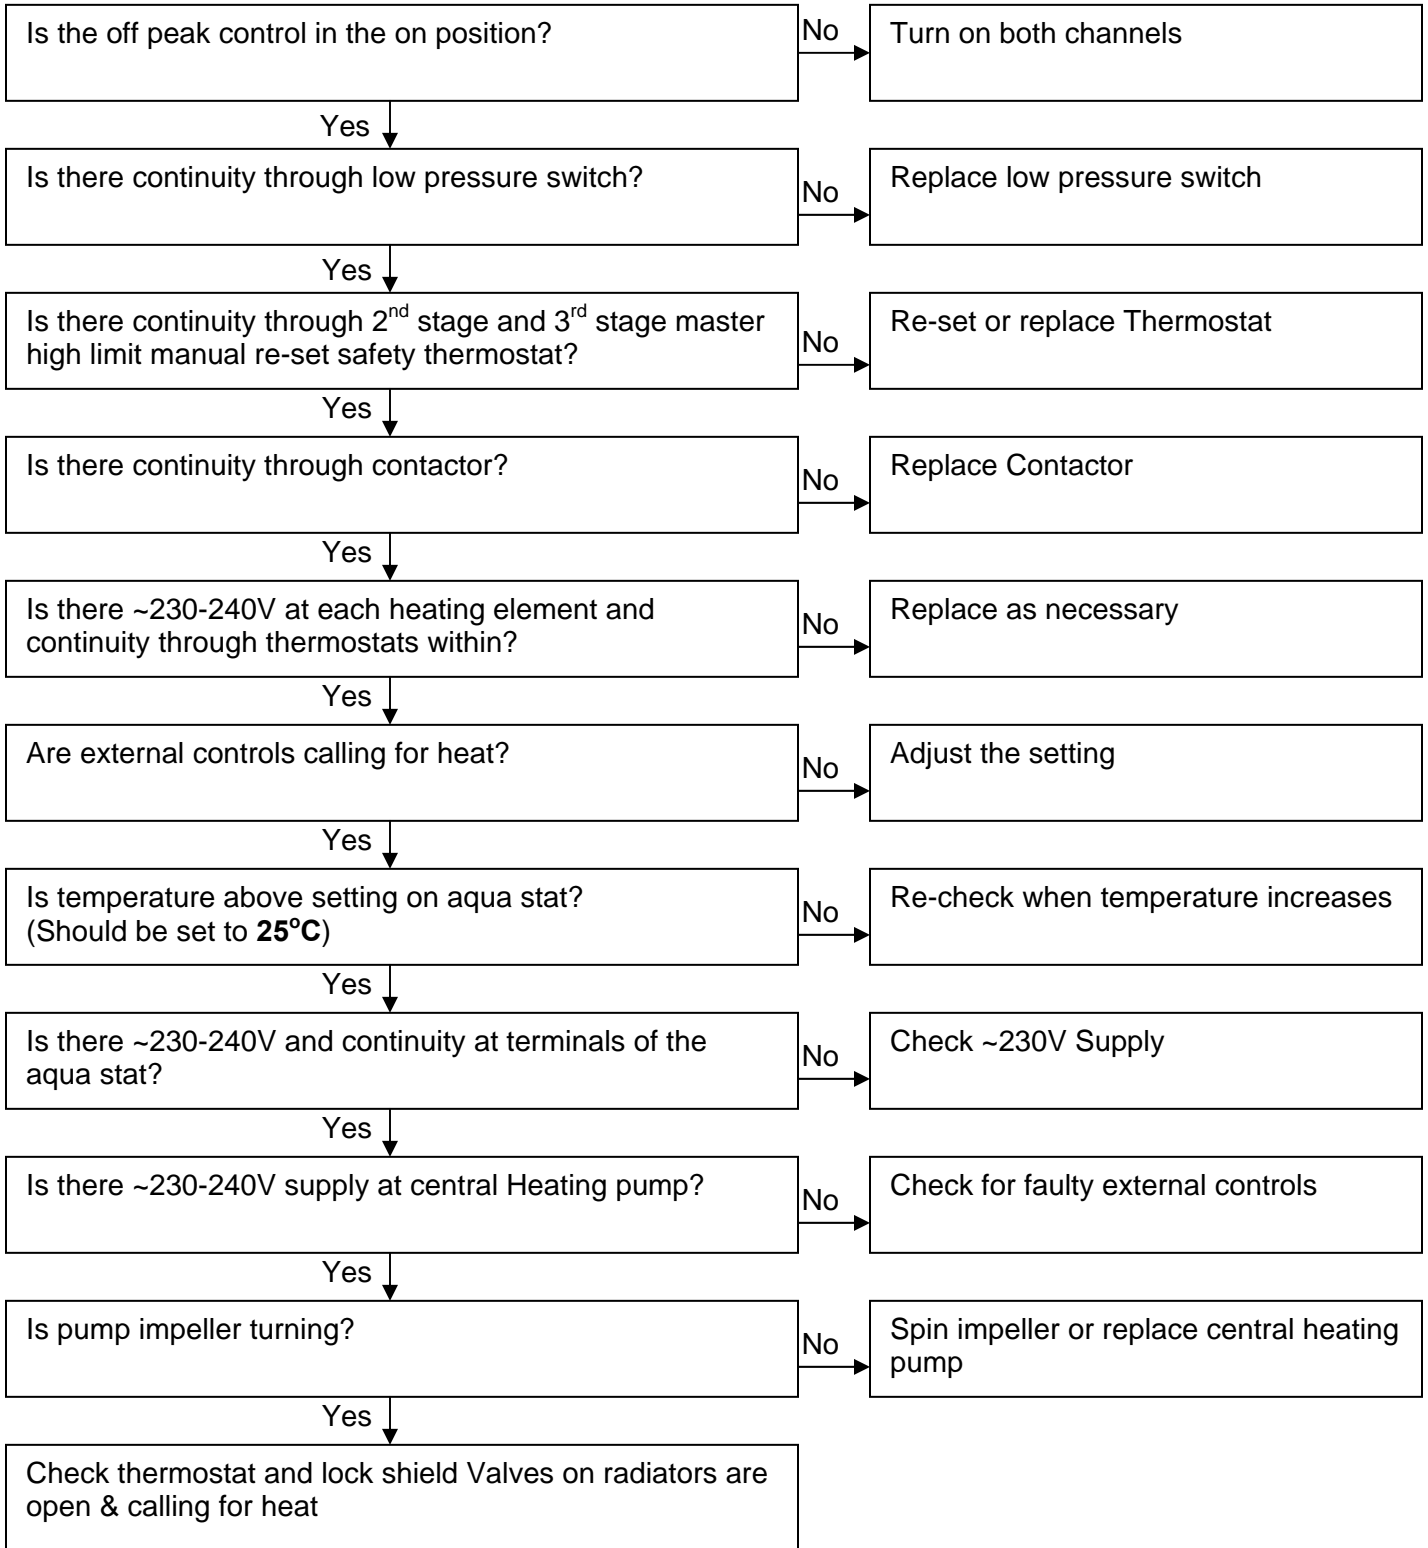 Is the off peak control in the on position?
No
Turn on both channels
Yes
Is there continuity through low pressure switch?
No
Replace low pressure switch
Yes
Is there continuity through 2nd stage and 3rd stage master
high limit manual re-set safety thermostat?
No
Re-set or replace Thermostat
Yes
Is there continuity through contactor?
No
Replace Contactor
Yes
Is there ~230-240V at each heating element and
continuity through thermostats within?
No
Replace as necessary
Yes
Are external controls calling for heat?
No
Adjust the setting
Yes
Is temperature above setting on aqua stat?
(Should be set to 25°C)
No
Re-check when temperature increases
Yes
Is there ~230-240V and continuity at terminals of the
aqua stat?
No
Check ~230V Supply
Yes
Is there ~230-240V supply at central Heating pump?
No
Check for faulty external controls
Yes
Is pump impeller turning?
No
Spin impeller or replace central heating
pump
Yes
Check thermostat and lock shield Valves on radiators are
open & calling for heat